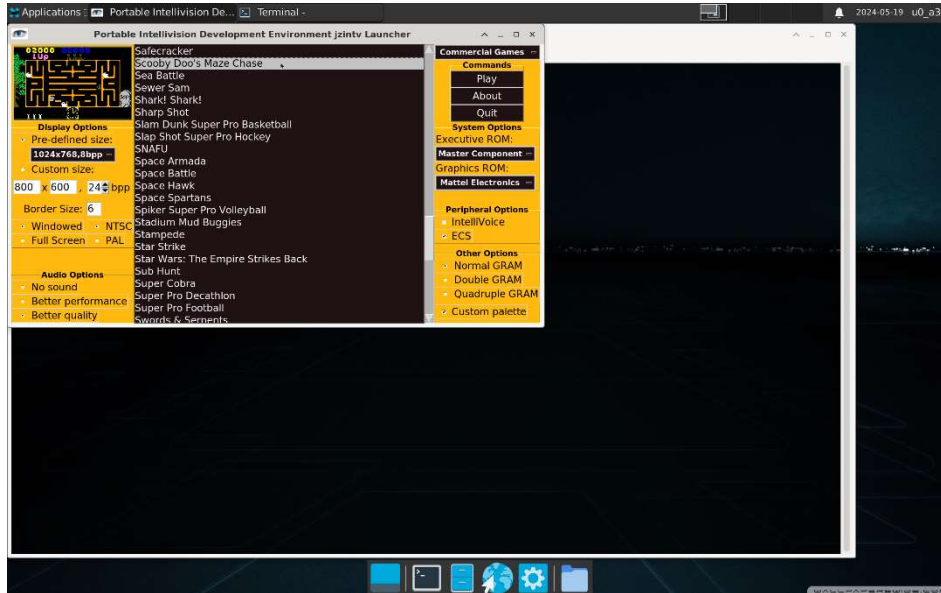 Applications
Portable Intellivision De...
Terminal -
2024-05-19
u0_a3
Portable Intellivision Development Environment jzintv Launcher
02000
1Up
Display Options
Pre-defined size:
1024x768,8bpp
Custom size:
800 x 600 , 24 bpp
Border Size: 6
Windowed
NTSC
Full Screen
PAL
Audio Options
No sound
Better performance
Better quality
Safecracker
Scooby Doo's Maze Chase
Sea Battle
Sewer Sam
Shark! Shark!
Sharp Shot
Slam Dunk Super Pro Basketball
Slap Shot Super Pro Hockey
SNAFU
Space Armada
Space Battle
Space Hawk
Space Spartans
Spiker Super Pro Volleyball
Stadium Mud Buggies
Stampede
Star Strike
Star Wars: The Empire Strikes Back
Sub Hunt
Super Cobra
Super Pro Decathlon
Super Pro Football
Swords & Serpents
Commercial Games
Commands
Play
About
Quit
System Options
Executive ROM:
Master Component
Graphics ROM:
Mattel Electronics
Peripheral Options
IntelliVoice
ECS
Other Options
Normal GRAM
Double GRAM
Quadruple GRAM
Custom palette